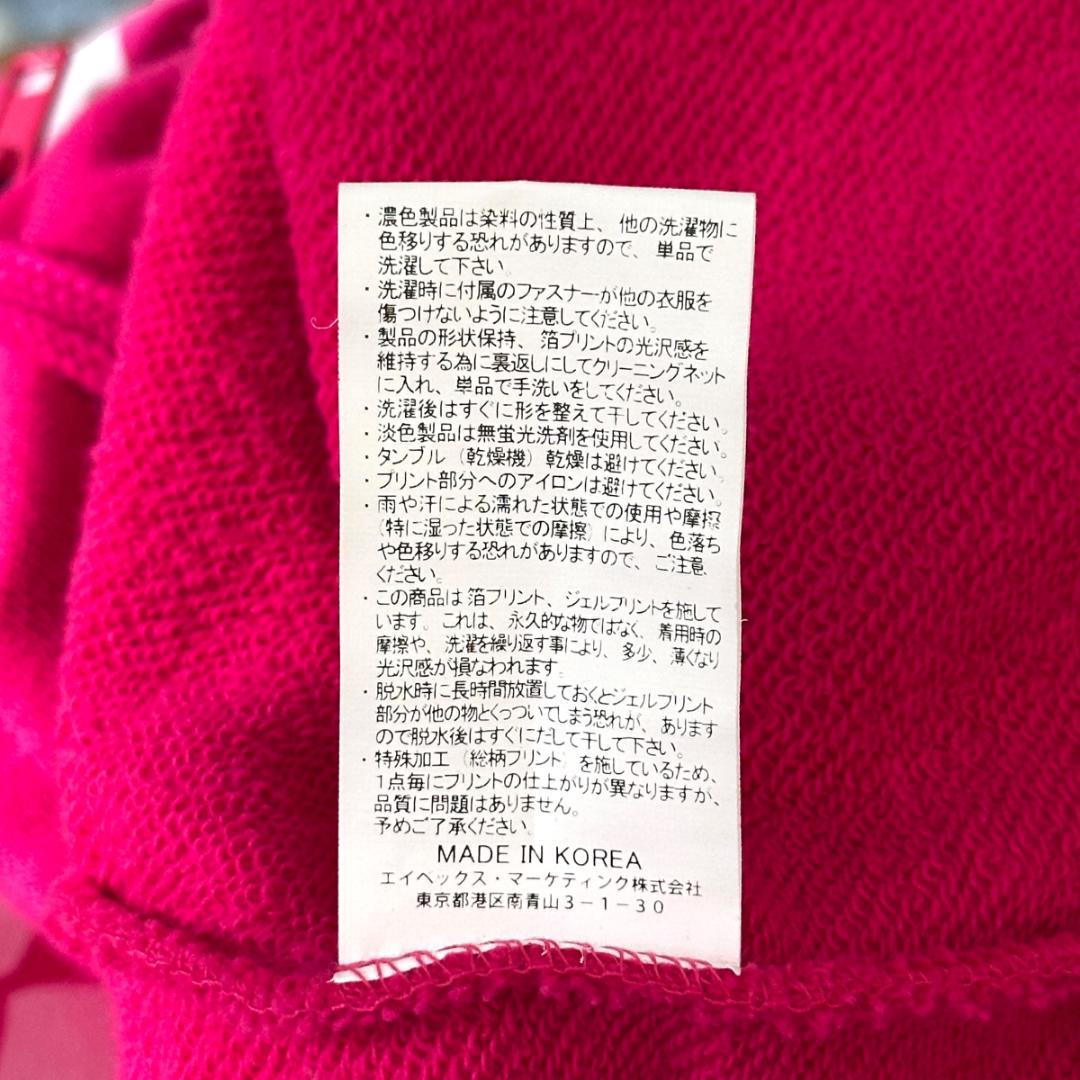 ・濃色製品は染料の性質上、他の洗濯物に
色移りする恐れがありますので、単品で
洗濯して下さい。
・洗濯時に付属のファスナーが他の衣服を
傷つけないように注意してください。
・製品の形状保持、箔プリントの光沢感を
維持する為に裏返しにしてクリーニングネット
に入れ、単品で手洗いをしてください。
・洗濯後はすぐに形を整えて干してください。
・淡色製品は無蛍光洗剤を使用してください。
・タンブル（乾燥機）乾燥は避けてください。
・プリント部分へのアイロンは避けてください。
・雨や汗による濡れた状態での使用や摩擦
（特に湿った状態での摩擦）により、色落ち
や色移りする恐れがありますので、ご注意
ください。
・この商品は箔プリント、ジェルプリントを施して
います。これは、永久的な物ではなく、着用時の
摩擦や、洗濯を繰り返す事により、多少、薄くなり
光沢感が損なわれます。
・脱水時に長時間放置しておくとジェルプリント
部分が他の物とくっついてしまう恐れが、あります
ので脱水後はすぐにだして干して下さい。
・特殊加工（総柄プリント）を施しているため、
1点毎にプリントの仕上がりが異なりますが、
品質に問題はありません。
予めご了承ください。
MADE IN KOREA
エイベックス・マーケティング株式会社
東京都港区南青山3－1－30